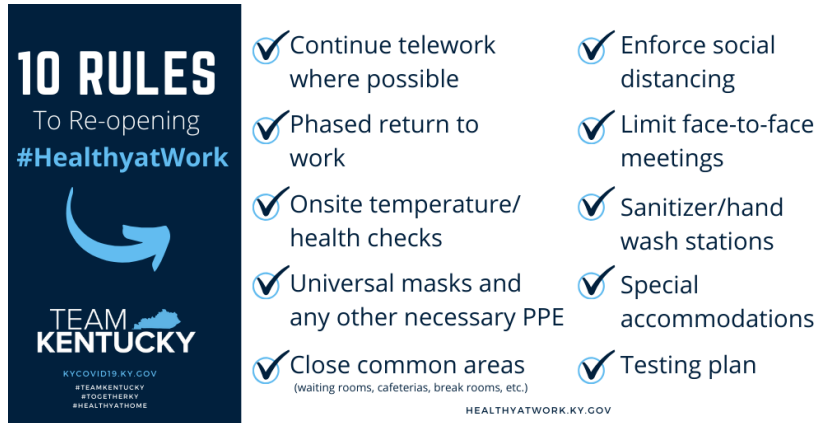 10 RULES
To Re-opening
#HealthyatWork
TEAM
KENTUCKY
KYCOVID19.KY.GOV
#TEAMKENTUCKY
#TOGETHERKY
#HEALTHYATHOME
Continue telework
where possible
Phased return to
work
Onsite temperature/
health checks
Universal masks and
any other necessary PPE
Close common areas
(waiting rooms, cafeterias, break rooms, etc.)
Enforce social
distancing
Limit face-to-face
meetings
Sanitizer/hand
wash stations
Special
accommodations
Testing plan
HEALTHYATWORK.KY.GOV